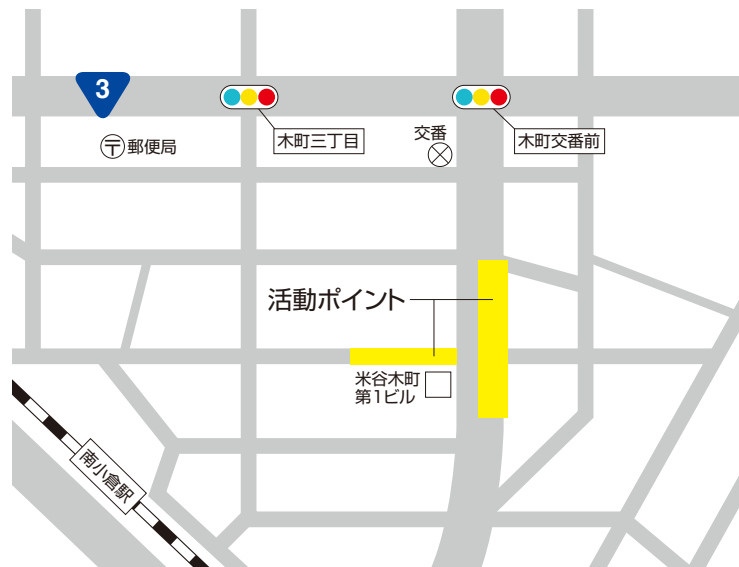 3
木町三丁目
木町交番前
交番
郵便局
活動ポイント
米谷木町
第1ビル
南小倉駅